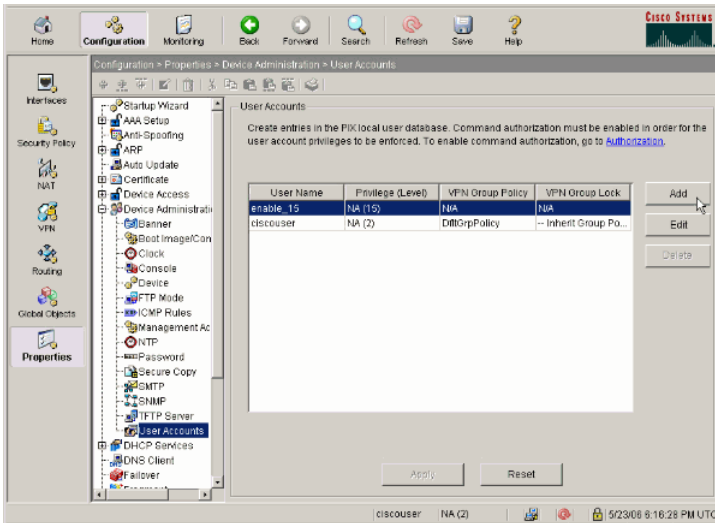 Home
Configuration
Monitoring
Back
Forward
Search
Refresh
Save
Help
CISCO SYSTEMS
Configuration > Properties > Device Administration > User Accounts
Interfaces
Security Policy
NAT
VPN
Routing
Global Objects
Properties
Startup Wizard
AAA Setup
Anti-Spoofing
ARP
Auto Update
Certificate
Device Access
Device Administrati
Banner
Boot Image/Con
Clock
Console
Device
FTP Mode
ICMP Rules
Management Ac
NTP
Password
Secure Copy
SMTP
SNMP
TFTP Server
User Accounts
DHCP Services
DNS Client
Failover
User Accounts
Create entries in the PIX local user database. Command authorization must be enabled in order for the
user account privileges to be enforced. To enable command authorization, go to Authorization.
User Name Privilege (Level) VPN Group Policy VPN Group Lock
enable_15 NA (15) N/A N/A
ciscouser NA (2) DfltGrpPolicy -- Inherit Group Po...
Add
Edit
Delete
Apply
Reset
ciscouser NA (2) 5/23/06 6:16:28 PM UTC